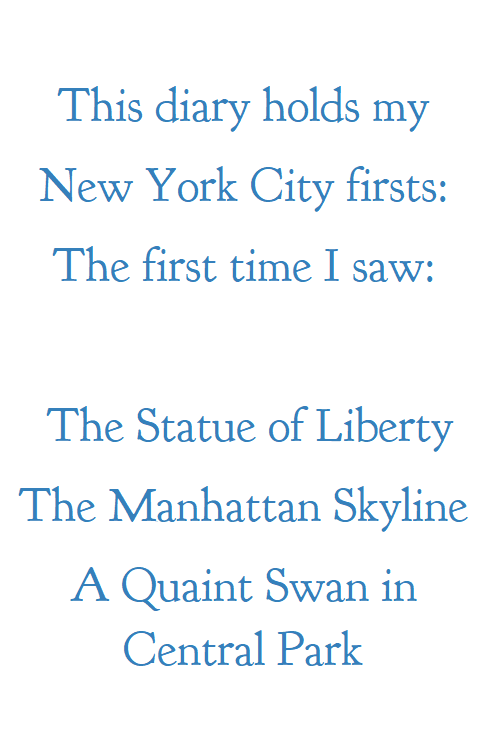 This diary holds my
New York City firsts:
The first time I saw:
The Statue of Liberty
The Manhattan Skyline
A Quaint Swan in
Central Park